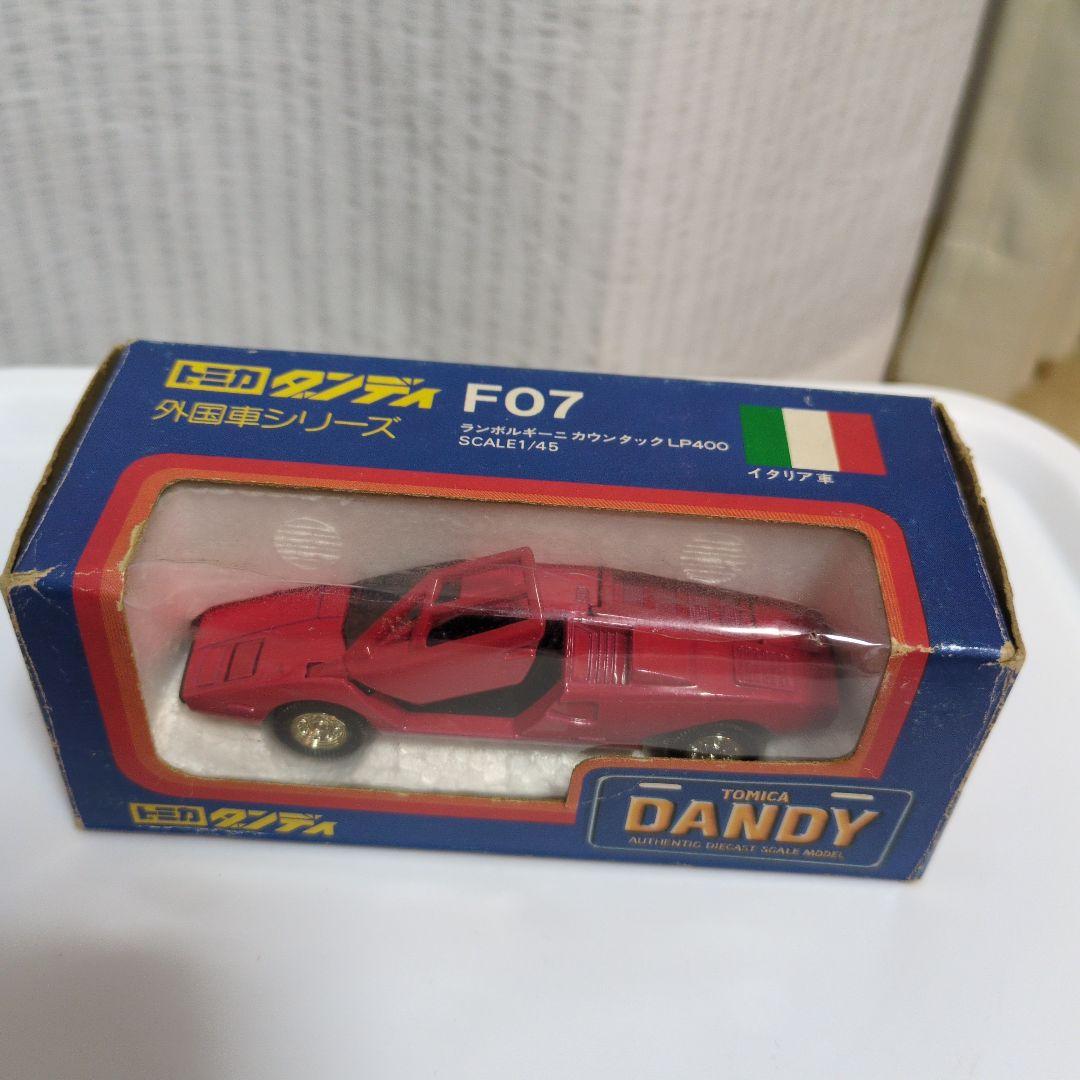 トミカ ダンディ
外国車シリーズ
F07
ランボルギーニ カウンタック LP400
SCALE1/45
イタリア車
トミカ ダンディ
TOMICA
DANDY
AUTHENTIC DIECAST SCALE MODEL